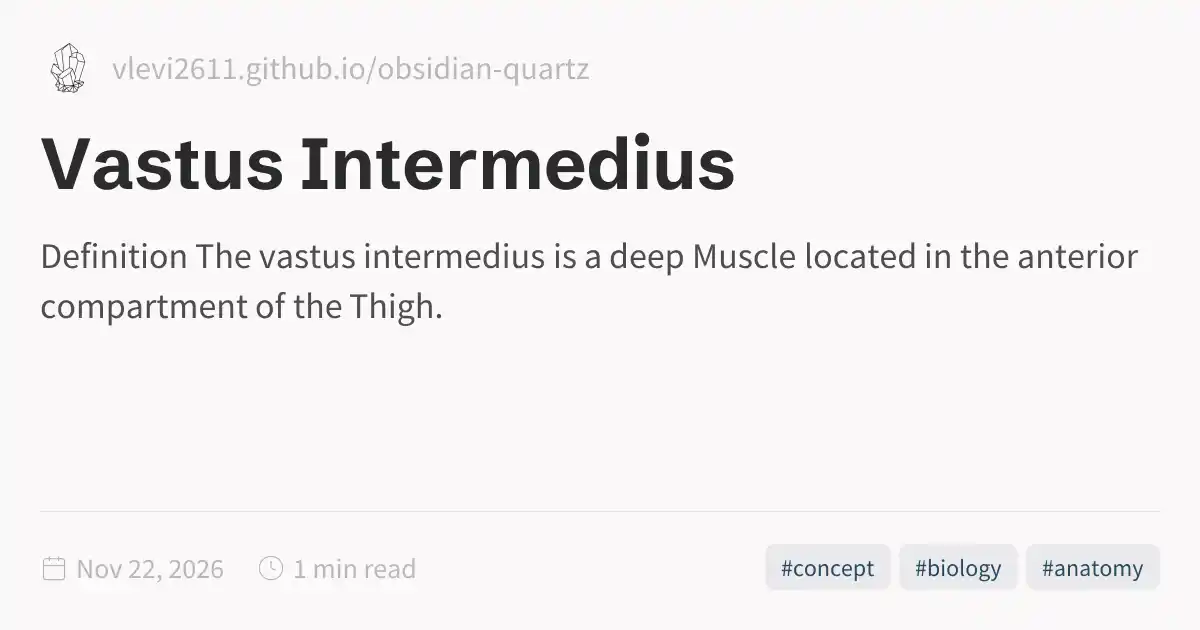 vlevi2611.github.io/obsidian-quartz
Vastus Intermedius
Definition The vastus intermedius is a deep Muscle located in the anterior
compartment of the Thigh.
Nov 22, 2026 1 min read #concept #biology #anatomy